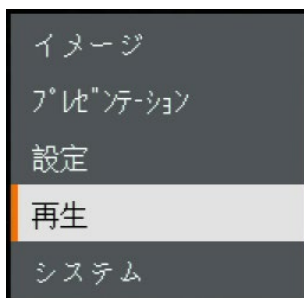 イメージ
ﾌﾟﾚｾﾞﾝﾃｰｼｮﾝ
設定
再生
システム